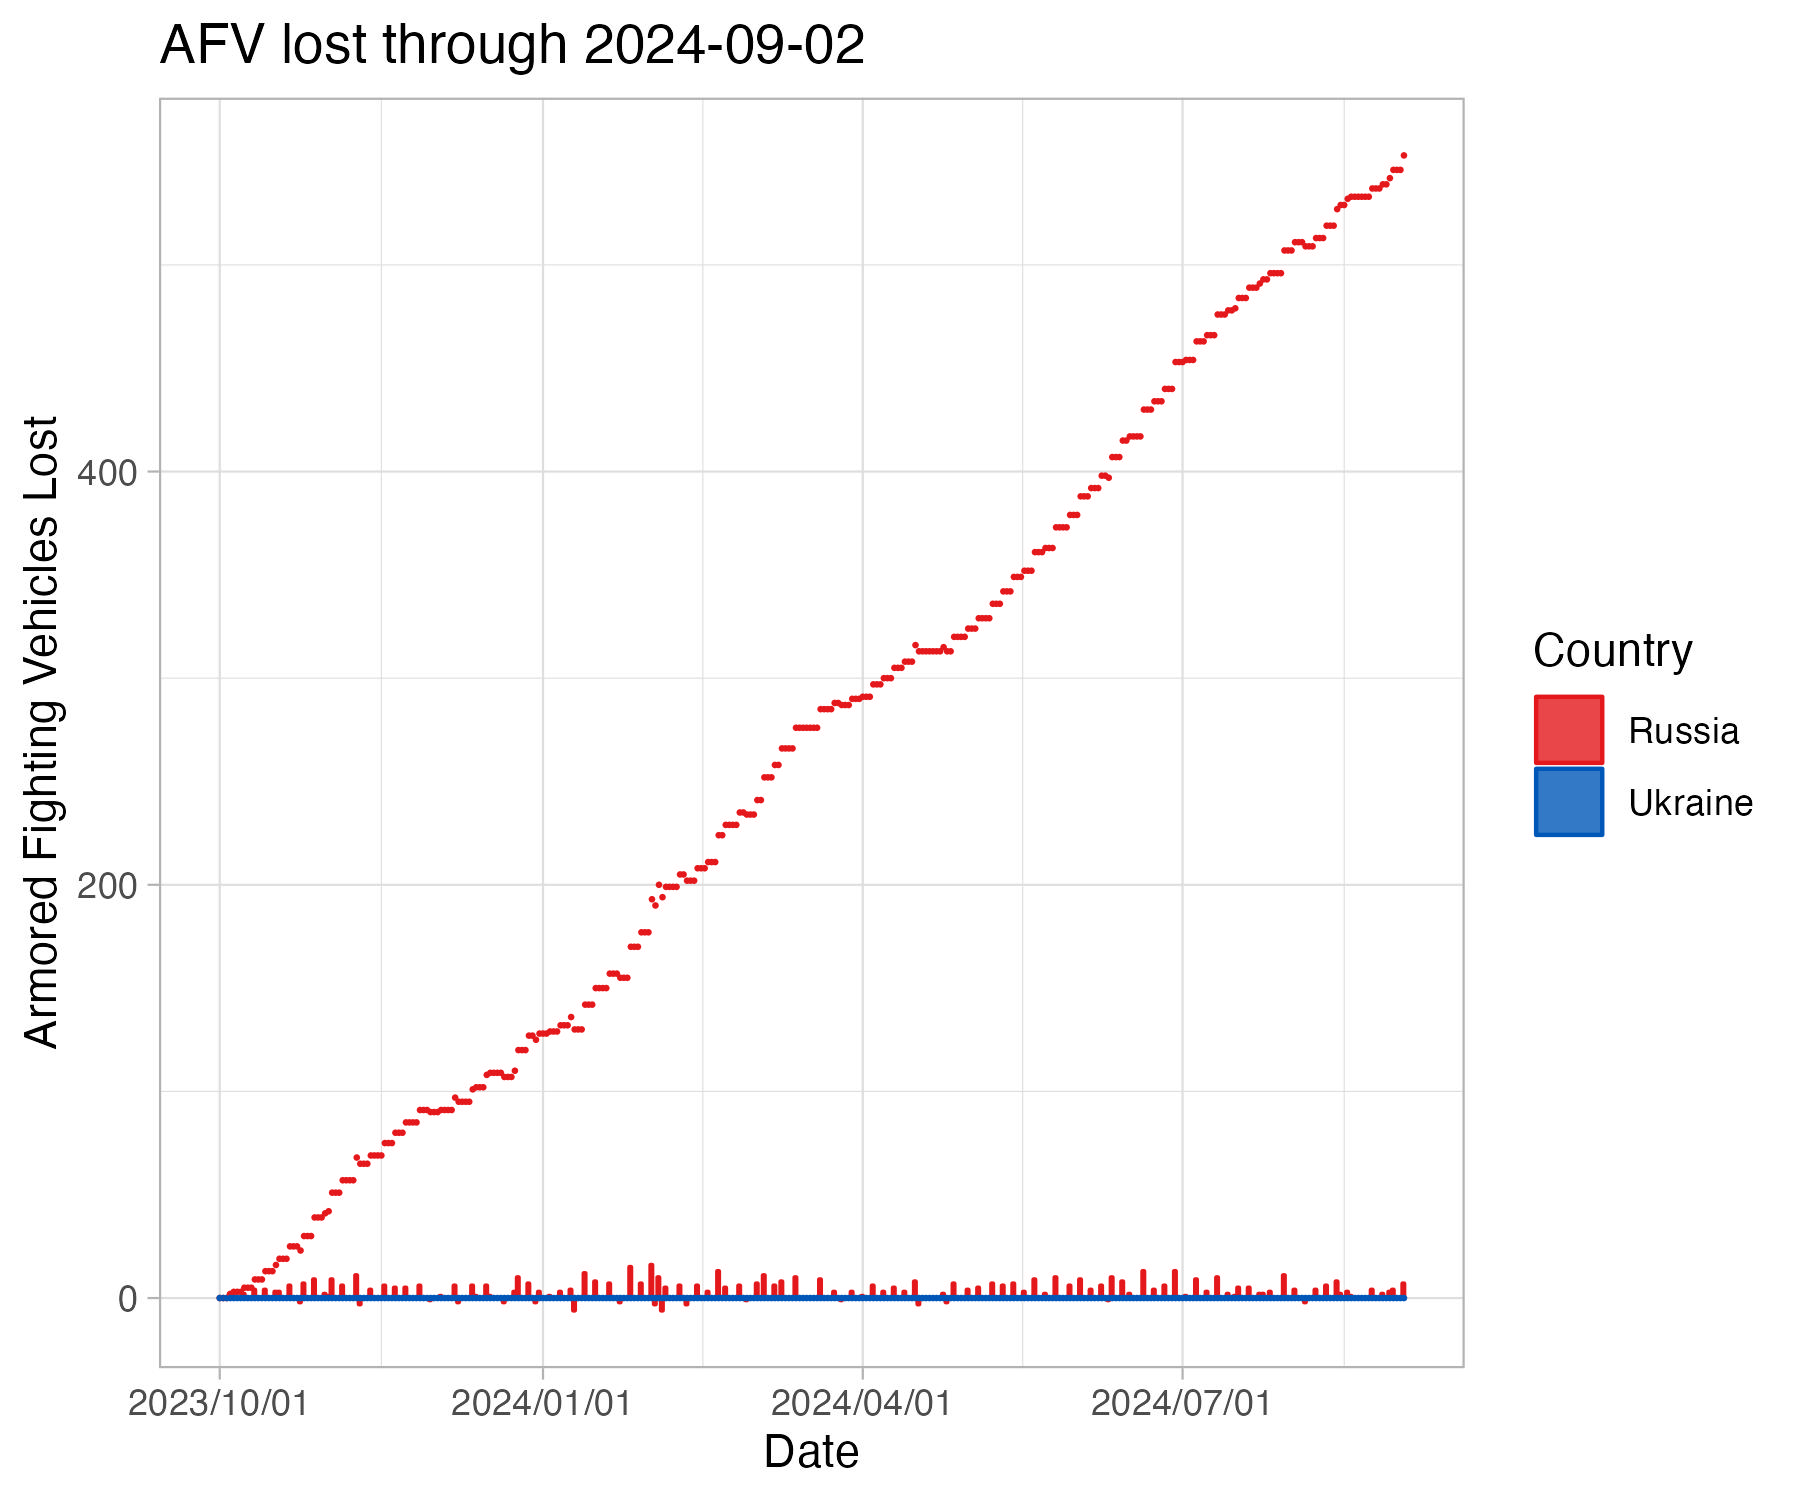 AFV lost through 2024-09-02
Armored Fighting Vehicles Lost
400
200
0
2023/10/01
2024/01/01
2024/04/01
2024/07/01
Date
Country
Russia
Ukraine